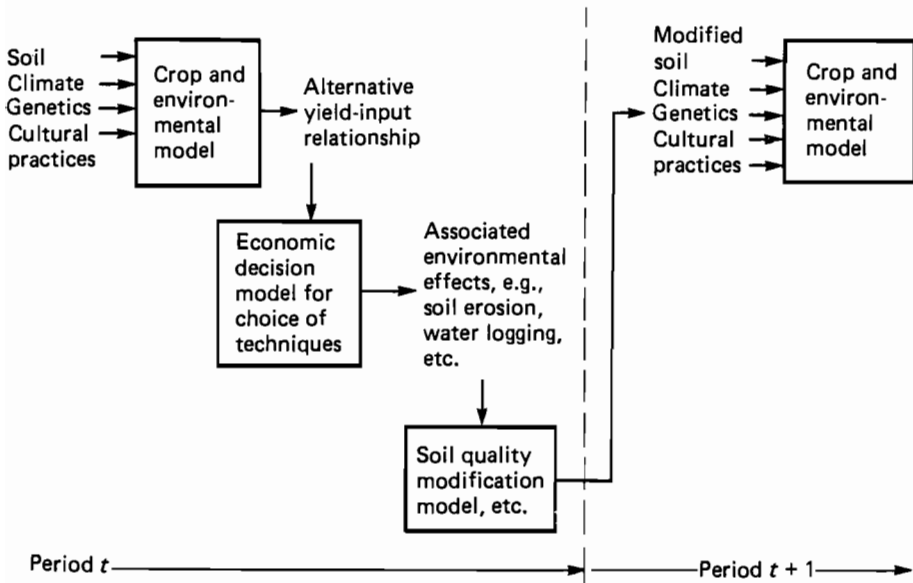 Soil
Climate
Genetics
Cultural
practices
Crop and
environ-
mental
model
Alternative
yield-input
relationship
Economic
decision
model for
choice of
techniques
Associated
environmental
effects, e.g.,
soil erosion,
water logging,
etc.
Soil quality
modification
model, etc.
Modified
soil
Climate
Genetics
Cultural
practices
Crop and
environ-
mental
model
Period t
Period t + 1